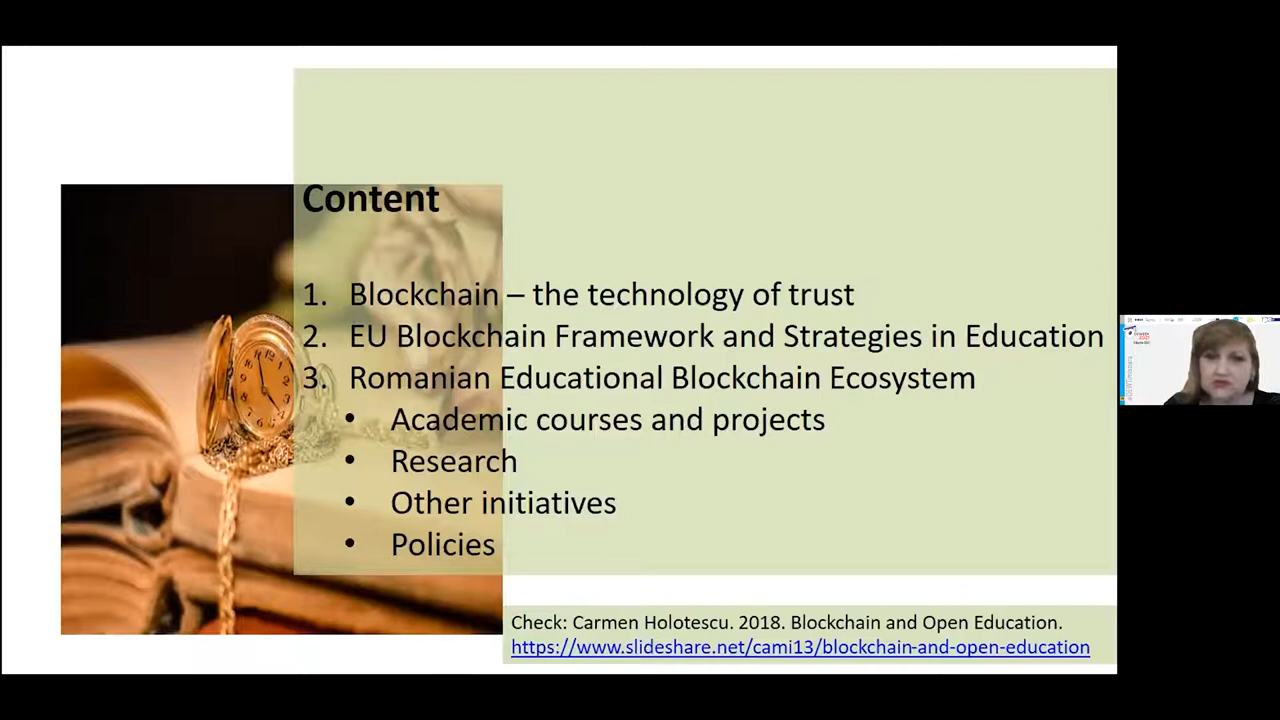 Content
1. Blockchain – the technology of trust
2. EU Blockchain Framework and Strategies in Education
3. Romanian Educational Blockchain Ecosystem
• Academic courses and projects
• Research
• Other initiatives
• Policies
Check: Carmen Holotescu. 2018. Blockchain and Open Education.
https://www.slideshare.net/cami13/blockchain-and-open-education